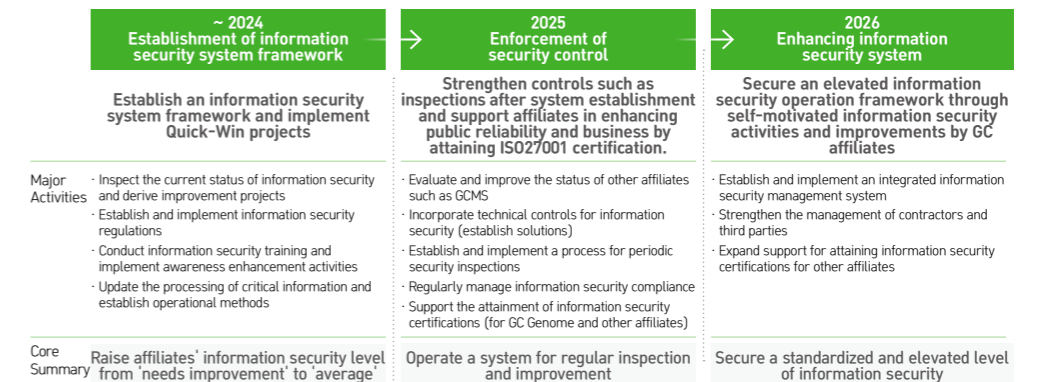 ~ 2024
Establishment of information
security system framework
2025
Enforcement of
security control
2026
Enhancing information
security system
Establish an information security
system framework and implement
Quick-Win projects
Strengthen controls such as
inspections after system establishment
and support affiliates in enhancing
public reliability and business by
attaining ISO27001 certification.
Secure an elevated information
security operation framework through
self-motivated information security
activities and improvements by GC
affiliates
Major
Activities
· Inspect the current status of information security
and derive improvement projects
· Establish and implement information security
regulations
· Conduct information security training and
implement awareness enhancement activities
· Update the processing of critical information and
establish operational methods
· Evaluate and improve the status of other affiliates
such as GCMS
· Incorporate technical controls for information
security (establish solutions)
· Establish and implement a process for periodic
security inspections
· Regularly manage information security compliance
· Support the attainment of information security
certifications (for GC Genome and other affiliates)
· Establish and implement an integrated information
security management system
· Strengthen the management of contractors and
third parties
· Expand support for attaining information security
certifications for other affiliates
Core
Summary
Raise affiliates' information security level
from 'needs improvement' to 'average'
Operate a system for regular inspection
and improvement
Secure a standardized and elevated level
of information security